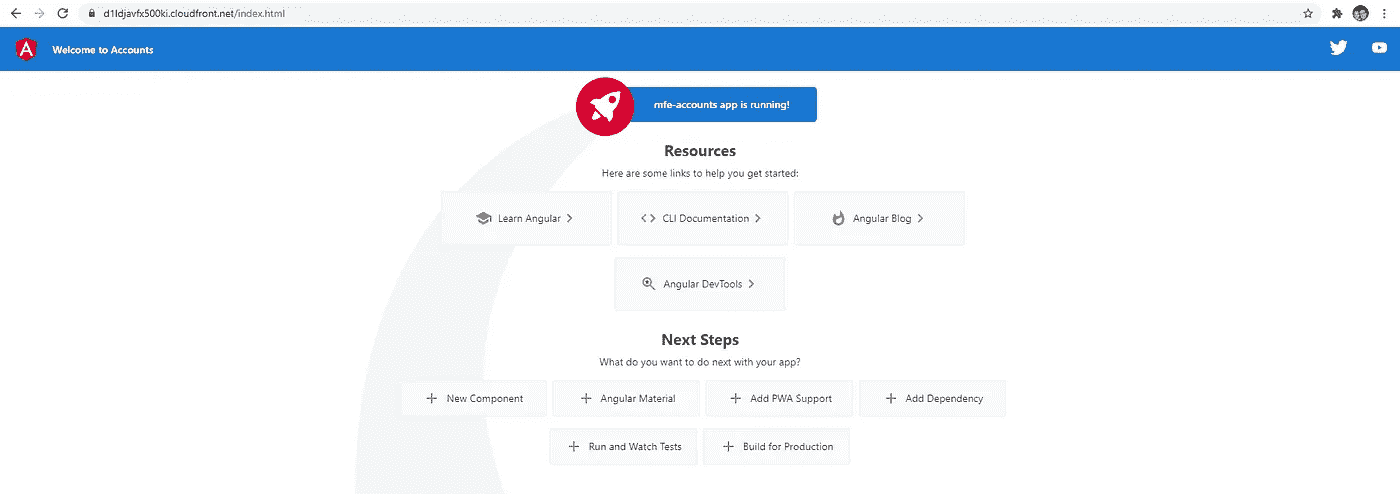 d1ldjavfx500ki.cloudfront.net/index.html
Welcome to Accounts
mfe-accounts app is running!
Resources
Here are some links to help you get started:
Learn Angular
CLI Documentation
Angular Blog
Angular DevTools
Next Steps
What do you want to do next with your app?
New Component
Angular Material
Add PWA Support
Add Dependency
Run and Watch Tests
Build for Production